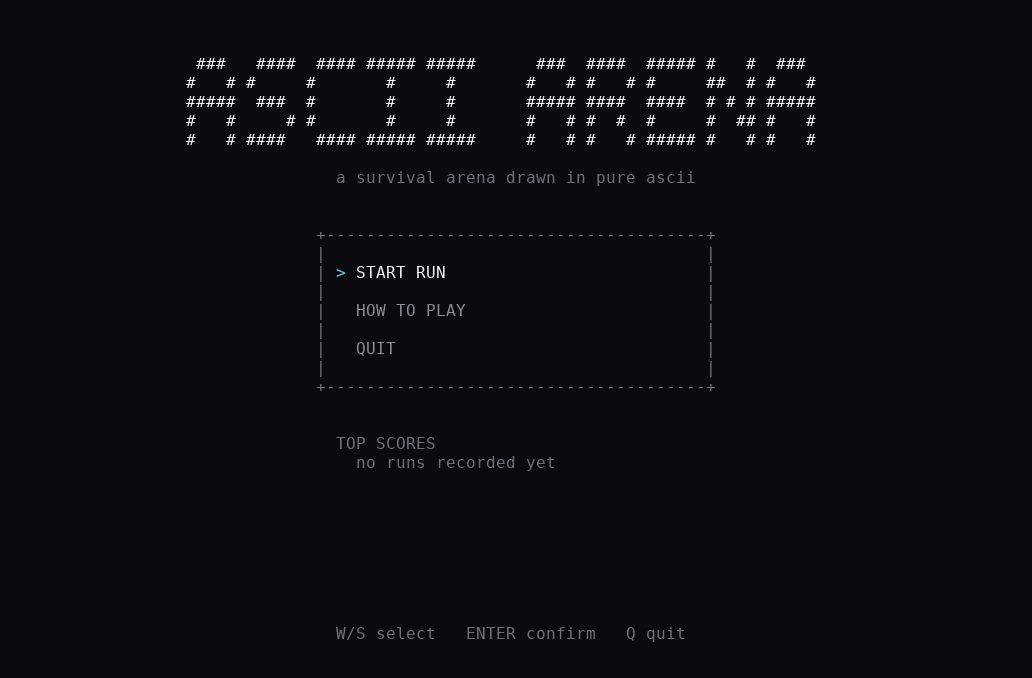 ASCII ARENA
a survival arena drawn in pure ascii
> START RUN
HOW TO PLAY
QUIT
TOP SCORES
no runs recorded yet
W/S select   ENTER confirm   Q quit